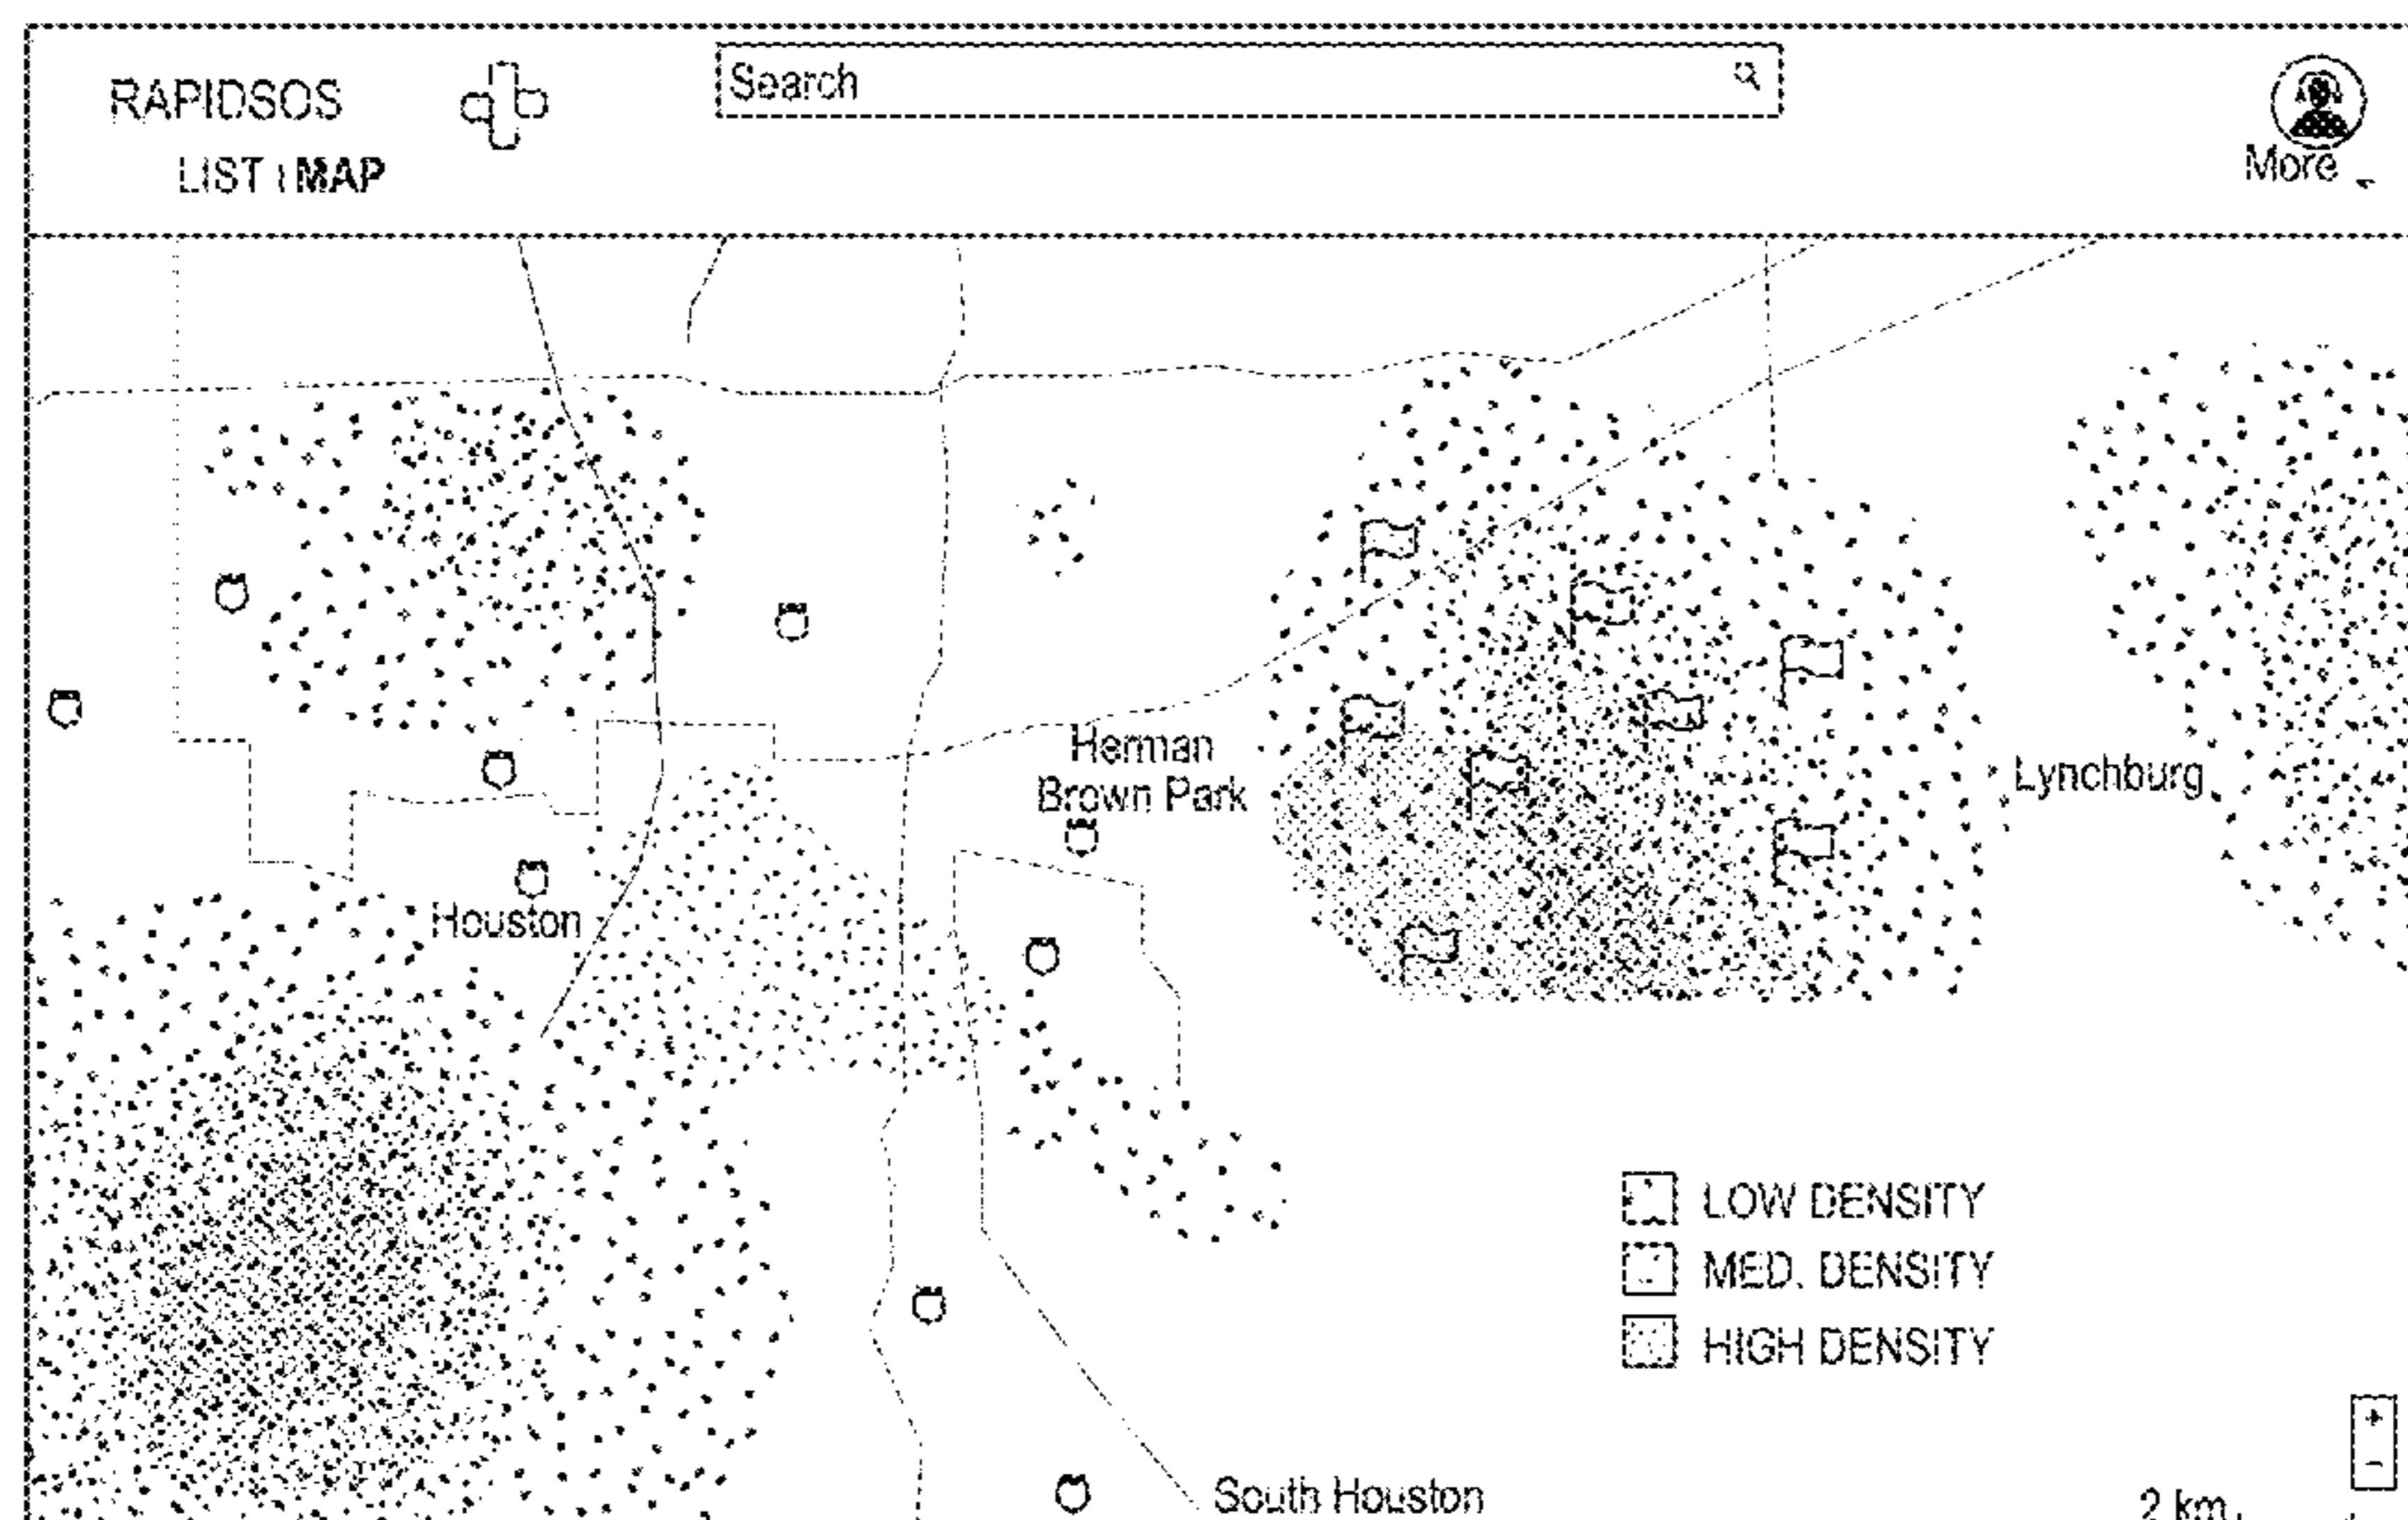 RAPIDSOS
Search
LIST | MAP
More
Herman
Brown Park
Lynchburg
Houston
LOW DENSITY
MED. DENSITY
HIGH DENSITY
+
-
South Houston
2 km